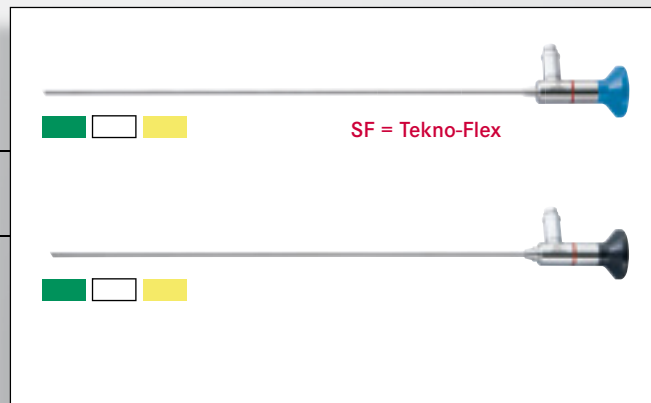 SF = Tekno-Flex